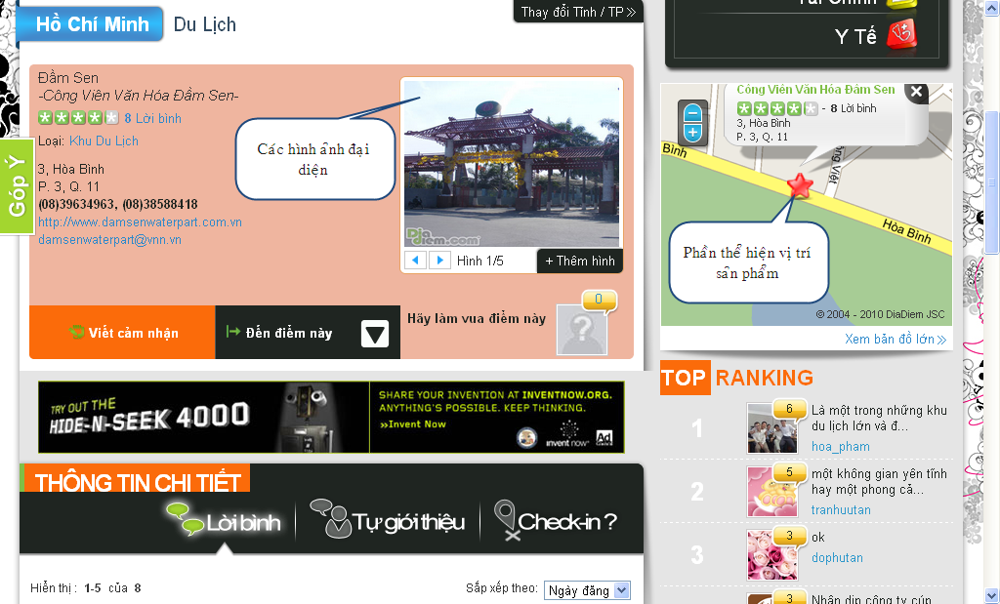 Hồ Chí Minh
Du Lịch
Thay đổi Tỉnh / TP
Tài Chính
Y Tế
Đầm Sen
-Công Viên Văn Hóa Đầm Sen-
8 Lời bình
Loại: Khu Du Lịch
3, Hòa Bình
P. 3, Q. 11
(08)39634963, (08)38588418
http://www.damsenwaterpart.com.vn
damsenwaterpart@vnn.vn
Góp Ý
Các hình ảnh đại
diện
Diadiem.com
Hình 1/5
+ Thêm hình
Viết cảm nhận
Đến điểm này
Hãy làm vua điểm này
0
?
Công Viên Văn Hóa Đầm Sen
- 8 Lời bình
3, Hòa Bình
P. 3, Q. 11
Bình
Hòa Bình
Phần thể hiện vị trí
sản phẩm
© 2004 - 2010 DiaDiem JSC
Xem bản đồ lớn
TRY OUT THE
HIDE-N-SEEK 4000
SHARE YOUR INVENTION AT INVENTNOW.ORG.
ANYTHING'S POSSIBLE. KEEP THINKING.
»Invent Now
invent now
Ad
THÔNG TIN CHI TIẾT
Lời bình
Tự giới thiệu
Check-in ?
Hiển thị : 1-5 của 8
Sắp xếp theo: Ngày đăng
TOP RANKING
1
6
Là một trong những khu
du lịch lớn và đ...
hoa_pham
2
5
một không gian yên tĩnh
hay một phong cả...
tranhuutan
3
3
ok
dophutan
3
Nhân dịp công ty cúp